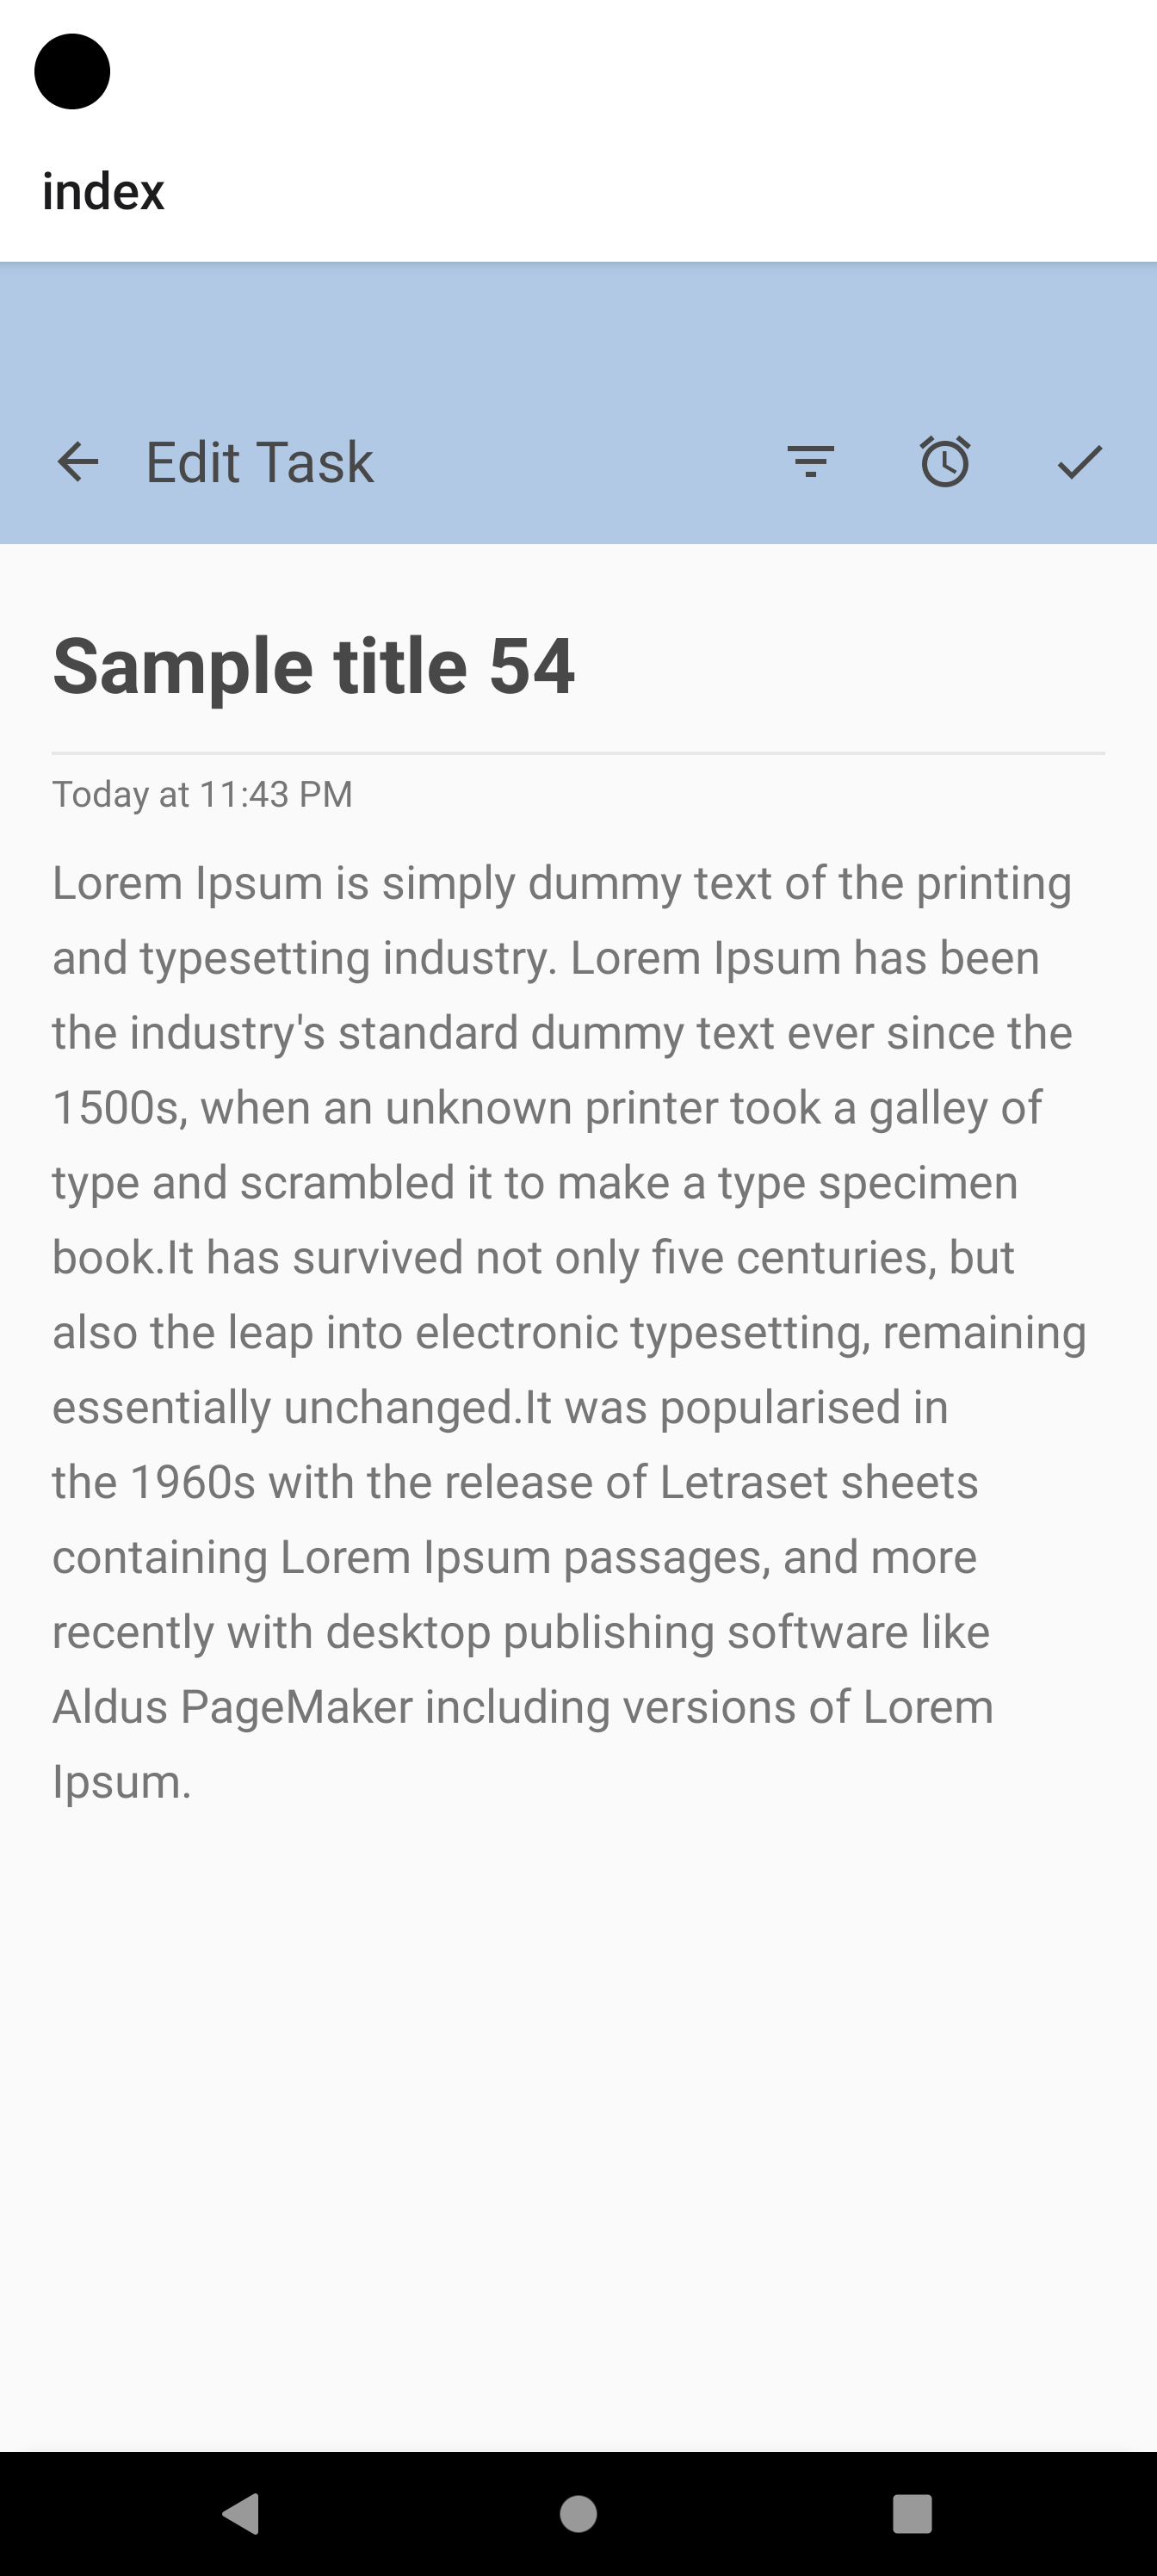 index
Edit Task
Sample title 54
Today at 11:43 PM
Lorem Ipsum is simply dummy text of the printing
and typesetting industry. Lorem Ipsum has been
the industry's standard dummy text ever since the
1500s, when an unknown printer took a galley of
type and scrambled it to make a type specimen
book.It has survived not only five centuries, but
also the leap into electronic typesetting, remaining
essentially unchanged.It was popularised in
the 1960s with the release of Letraset sheets
containing Lorem Ipsum passages, and more
recently with desktop publishing software like
Aldus PageMaker including versions of Lorem
Ipsum.